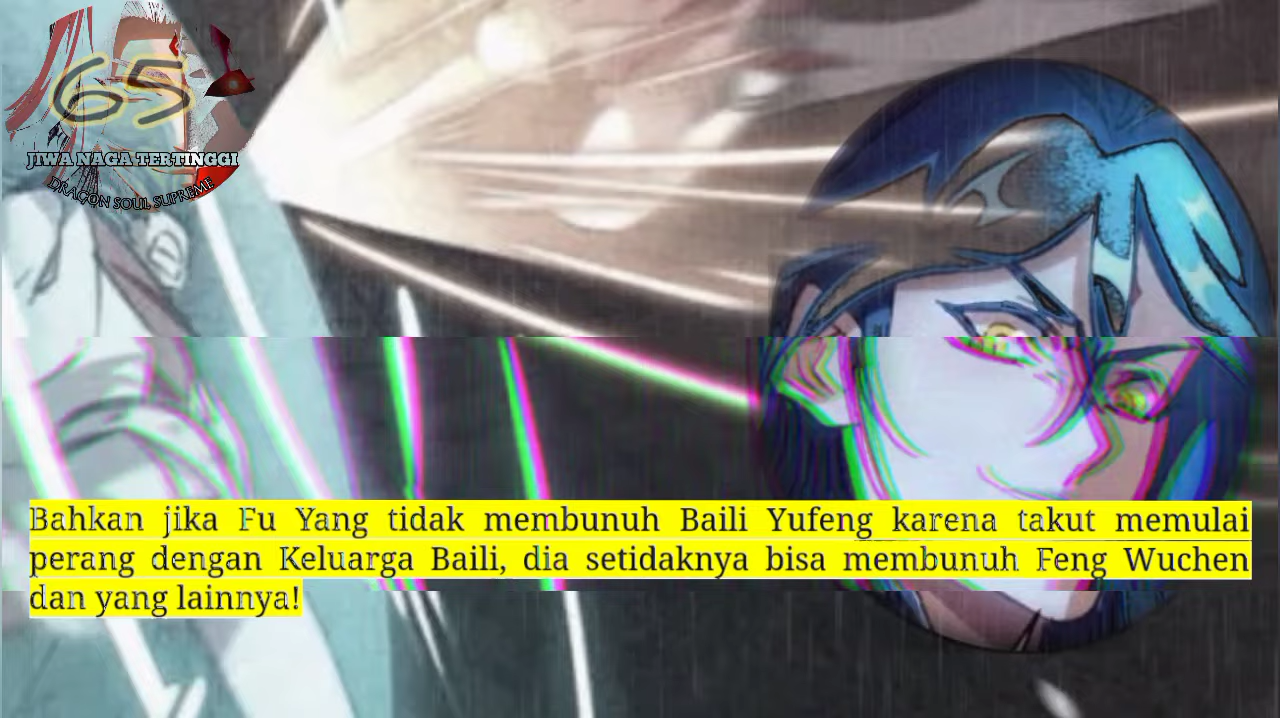 65
JIWA NAGA TERTINGGI
DRAGON SOUL SUPREME
Bahkan jika Fu Yang tidak membunuh Baili Yufeng karena takut memulai
perang dengan Keluarga Baili, dia setidaknya bisa membunuh Feng Wuchen
dan yang lainnya!